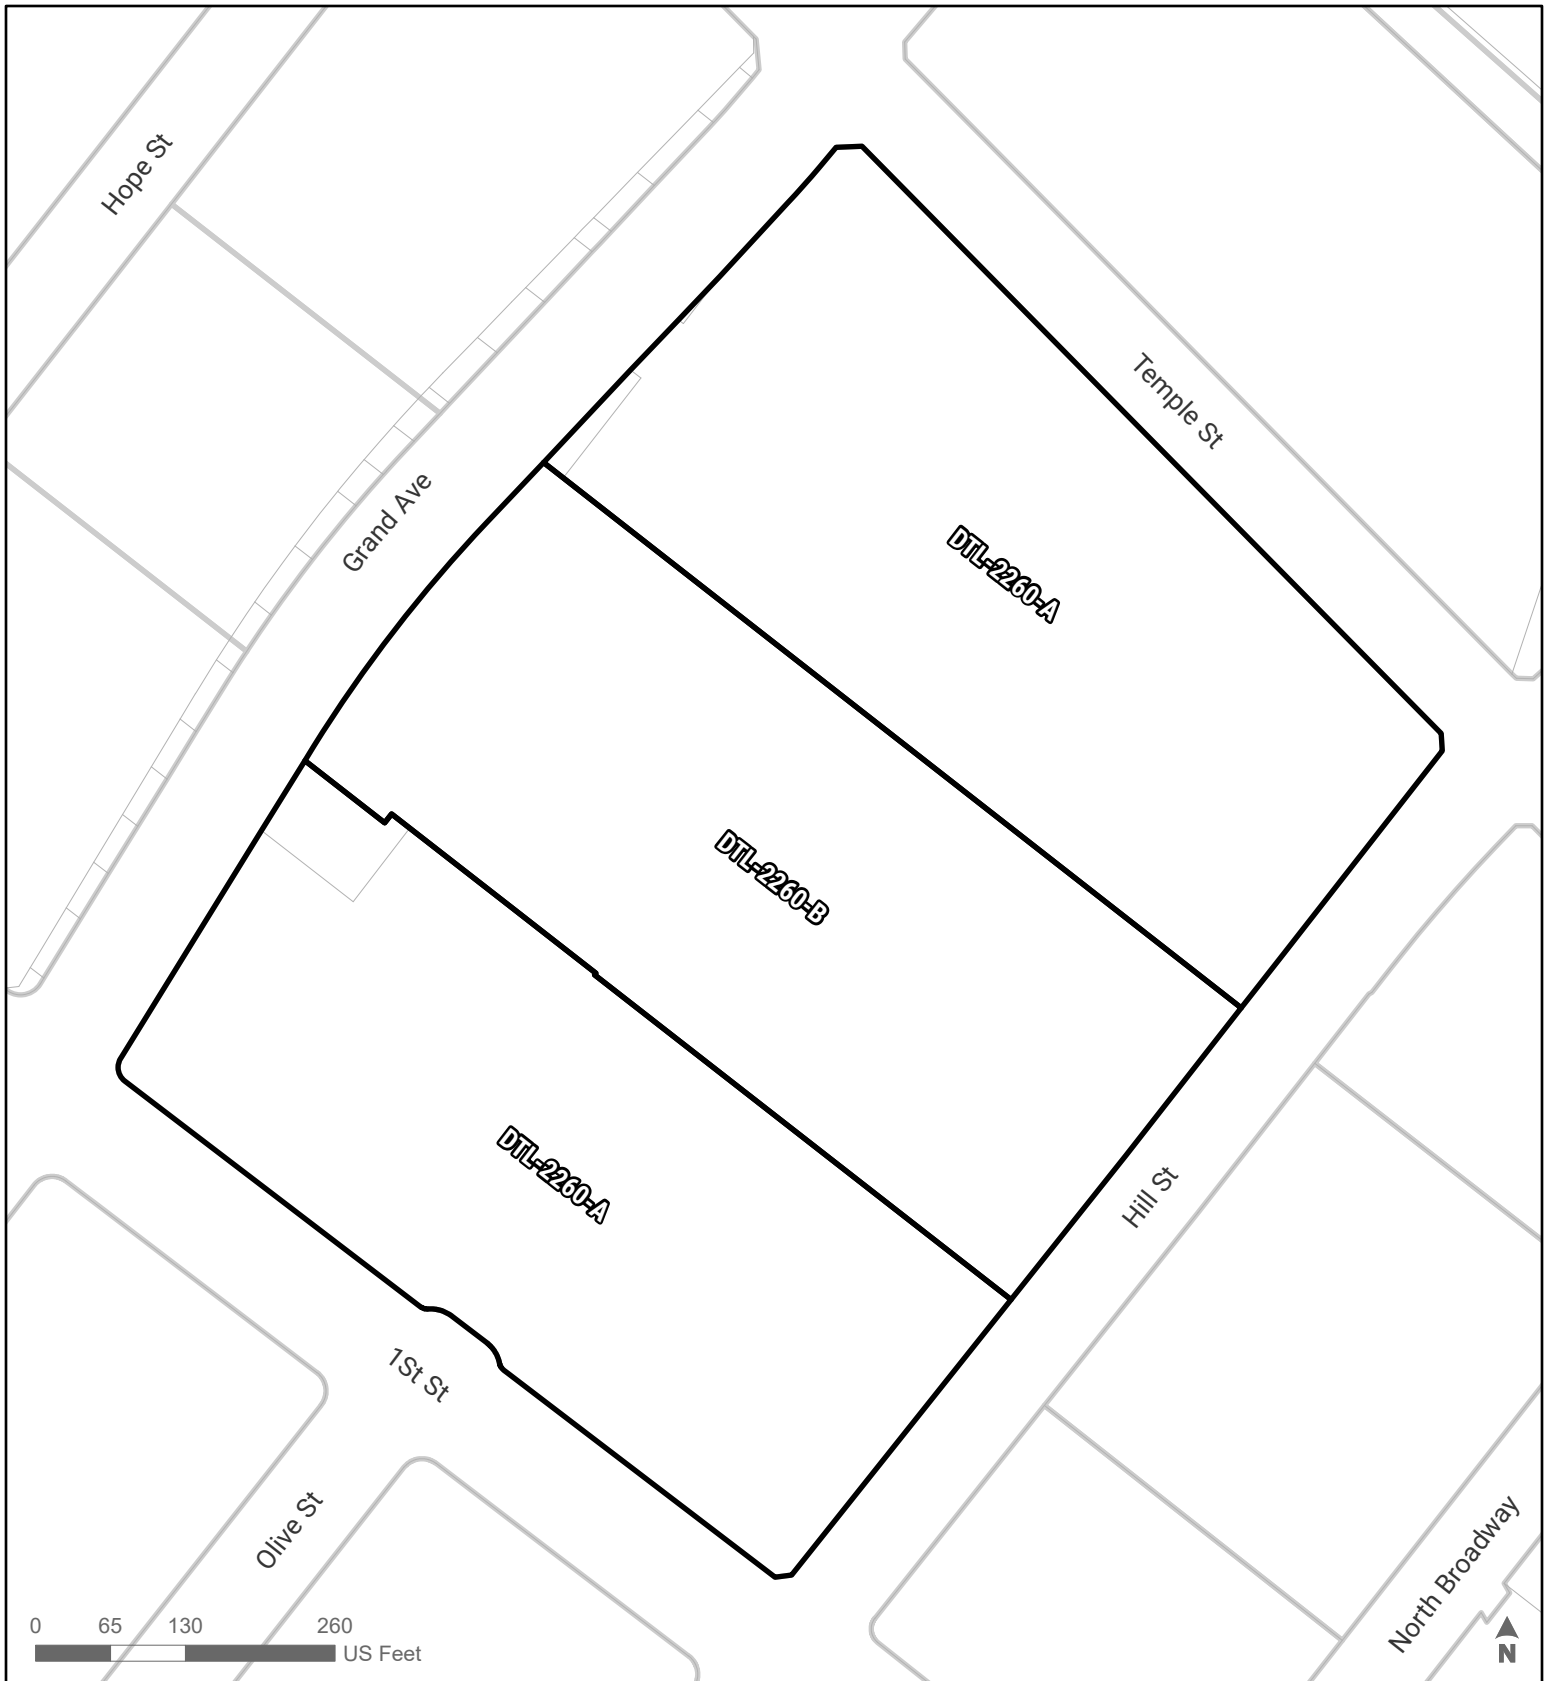 Hope St
Temple St
Grand Ave
DTL-2260-A
DTL-2260-B
DTL-2260-A
Hill St
1St St
Olive St
North Broadway
0 65 130 260
US Feet
N